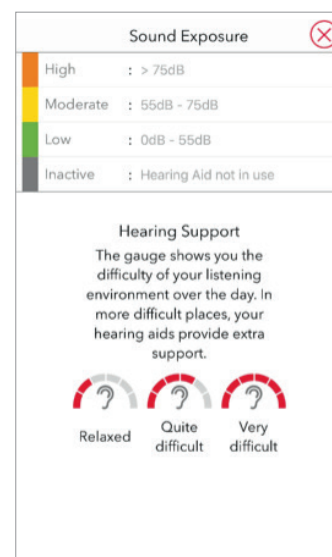 Sound Exposure
High : > 75dB
Moderate : 55dB - 75dB
Low : 0dB - 55dB
Inactive : Hearing Aid not in use
Hearing Support
The gauge shows you the
difficulty of your listening
environment over the day. In
more difficult places, your
hearing aids provide extra
support.
Relaxed Quite difficult Very difficult